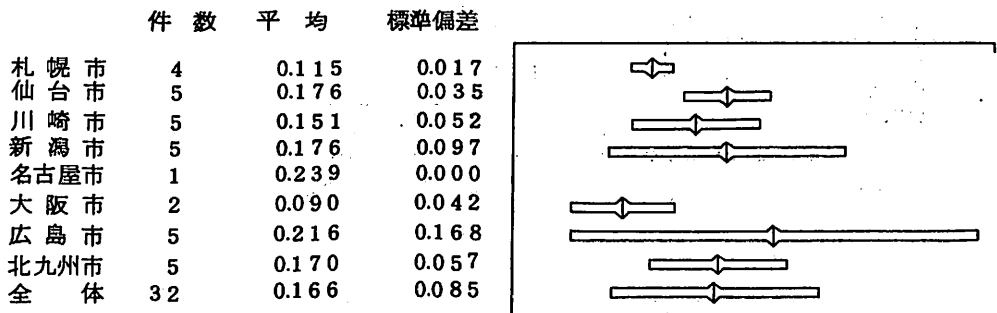 件数 平均 標準偏差
札幌市 4 0.115 0.017
仙台市 5 0.176 0.035
川崎市 5 0.151 0.052
新潟市 5 0.176 0.097
名古屋市 1 0.239 0.000
大阪市 2 0.090 0.042
広島市 5 0.216 0.168
北九州市 5 0.170 0.057
全体 32 0.166 0.085